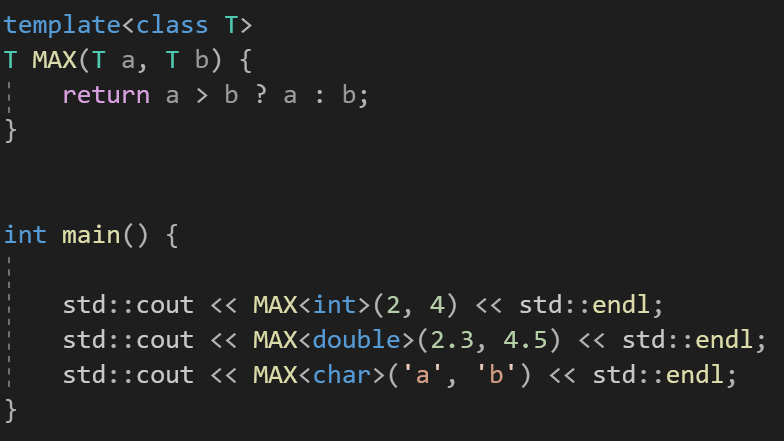 template<class T>
T MAX(T a, T b) {
    return a > b ? a : b;
}
int main() {
    std::cout << MAX<int>(2, 4) << std::endl;
    std::cout << MAX<double>(2.3, 4.5) << std::endl;
    std::cout << MAX<char>('a', 'b') << std::endl;
}